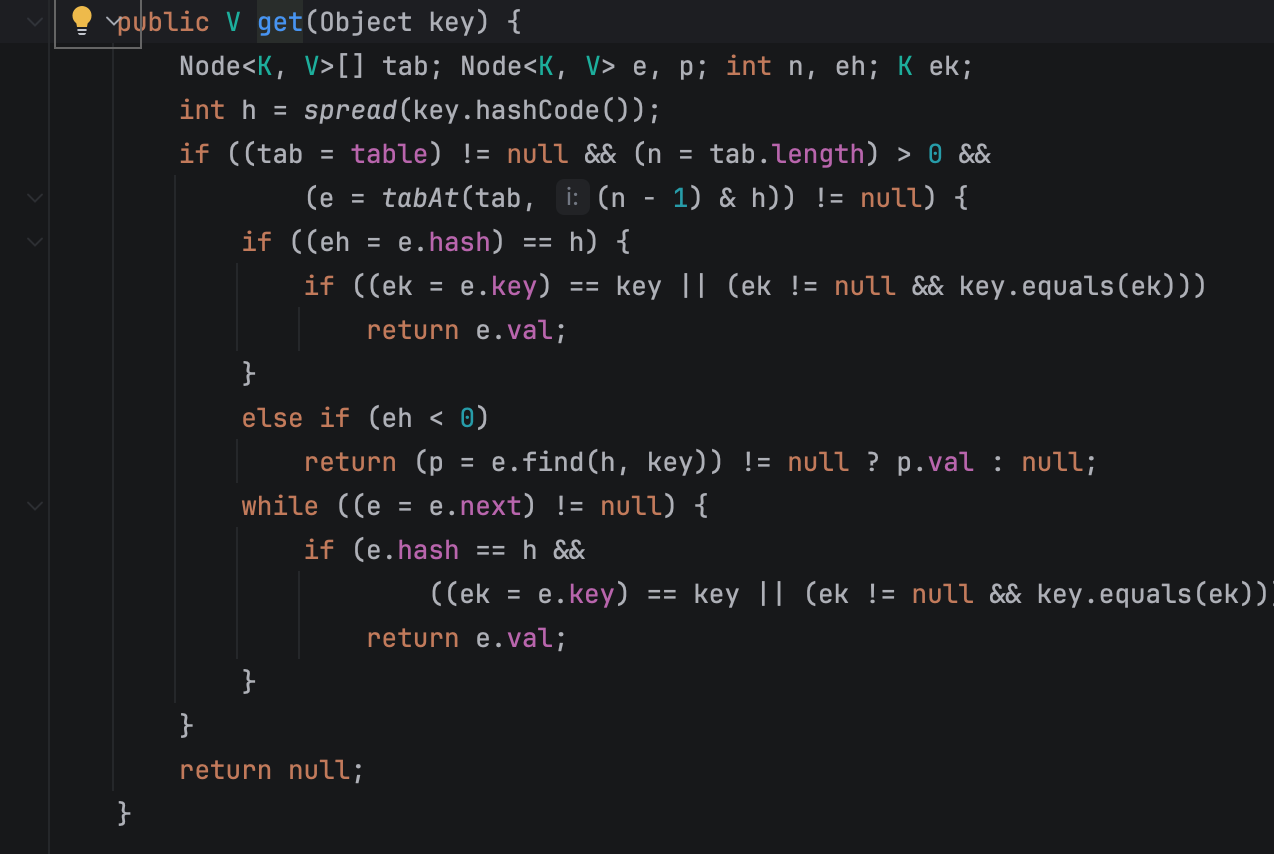 public V get(Object key) {
Node<K, V>[] tab; Node<K, V> e, p; int n, eh; K ek;
int h = spread(key.hashCode());
if ((tab = table) != null && (n = tab.length) > 0 &&
(e = tabAt(tab, i: (n - 1) & h)) != null) {
if ((eh = e.hash) == h) {
if ((ek = e.key) == key || (ek != null && key.equals(ek)))
return e.val;
}
else if (eh < 0)
return (p = e.find(h, key)) != null ? p.val : null;
while ((e = e.next) != null) {
if (e.hash == h &&
((ek = e.key) == key || (ek != null && key.equals(ek)))
return e.val;
}
}
return null;
}